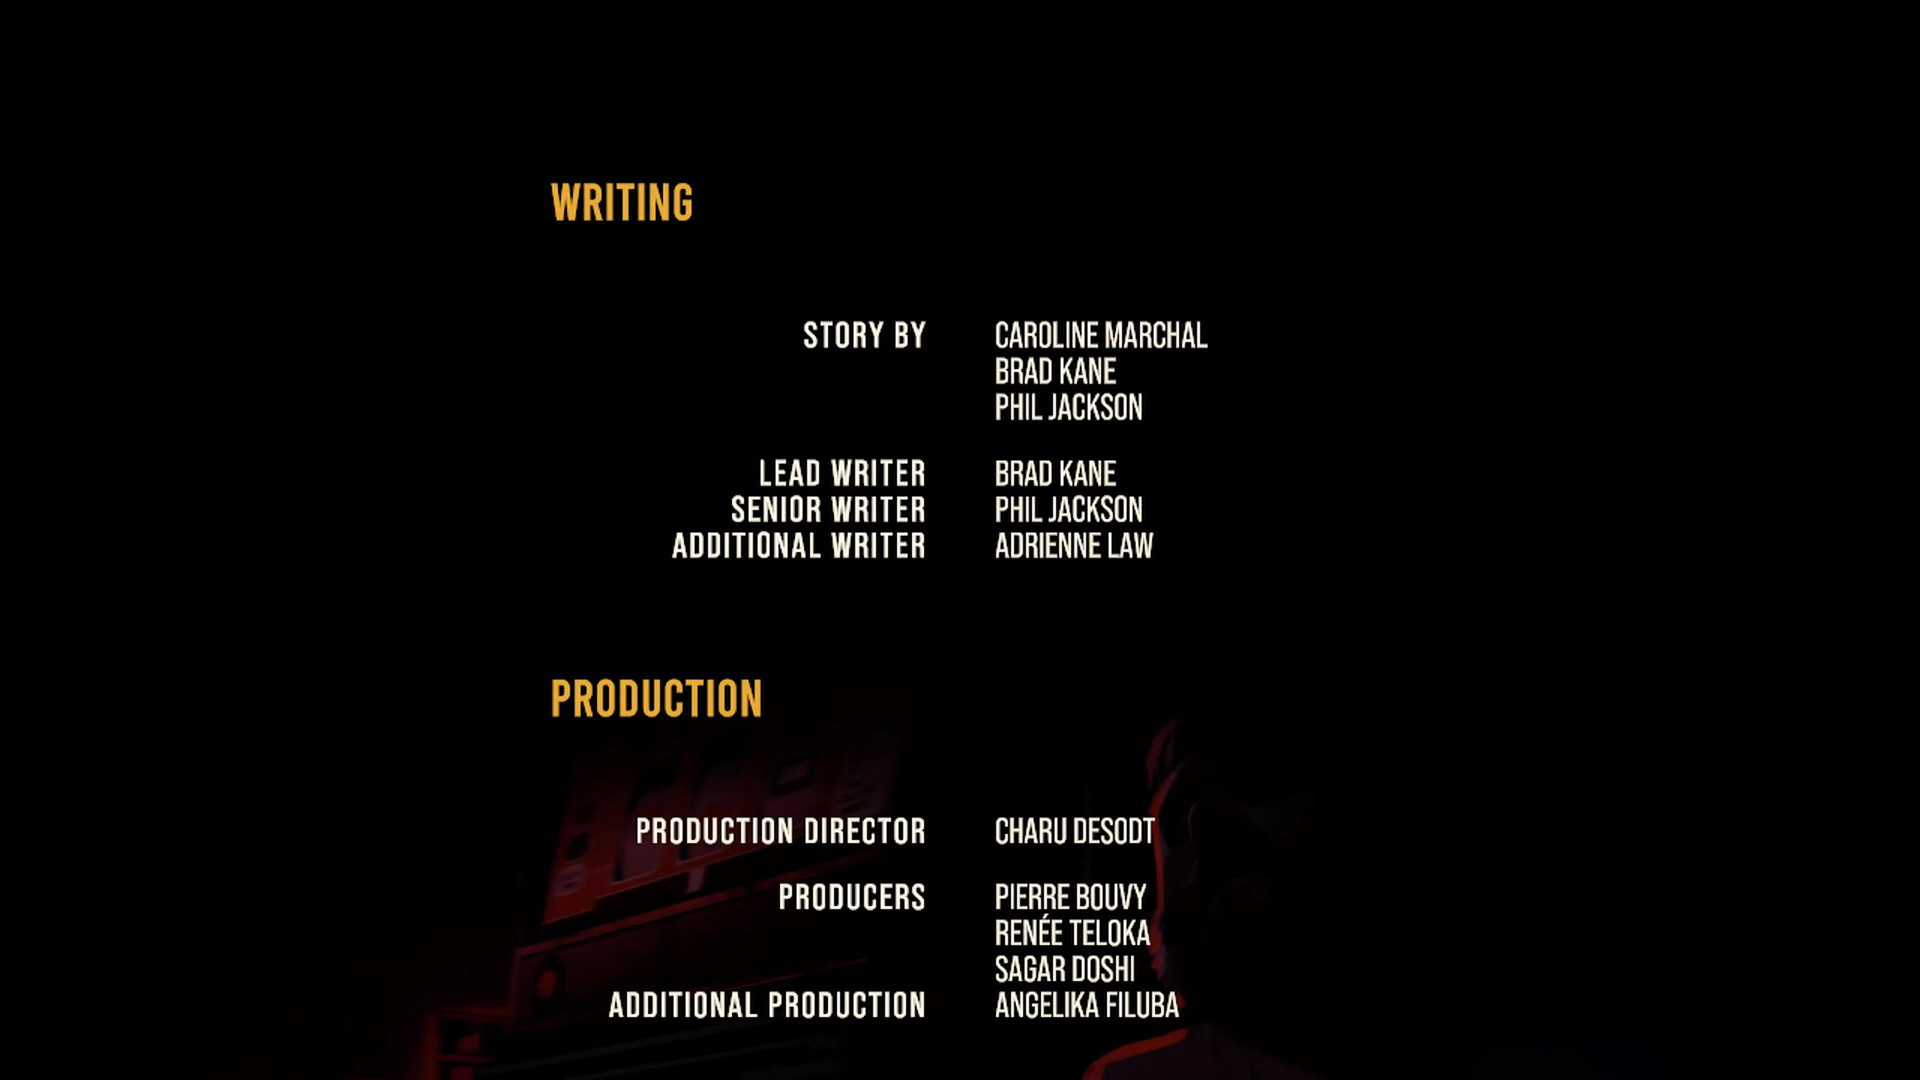 WRITING
STORY BY CAROLINE MARCHAL
BRAD KANE
PHIL JACKSON
LEAD WRITER BRAD KANE
SENIOR WRITER PHIL JACKSON
ADDITIONAL WRITER ADRIENNE LAW
PRODUCTION
PRODUCTION DIRECTOR CHARU DESODT
PRODUCERS PIERRE BOUVY
RENÉE TELOKA
SAGAR DOSHI
ADDITIONAL PRODUCTION ANGELIKA FILUBA